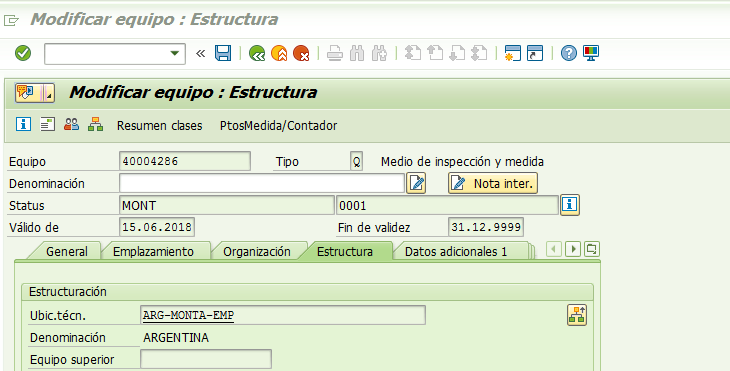 Modificar equipo : Estructura
Modificar equipo : Estructura
Resumen clases PtosMedida/Contador
Equipo 40004286 Tipo Q Medio de inspección y medida
Denominación Nota inter.
Status MONT 0001
Válido de 15.06.2018 Fin de validez 31.12.9999
General Emplazamiento Organización Estructura Datos adicionales 1
Estructuración
Ubic.técn. ARG-MONTA-EMP
Denominación ARGENTINA
Equipo superior